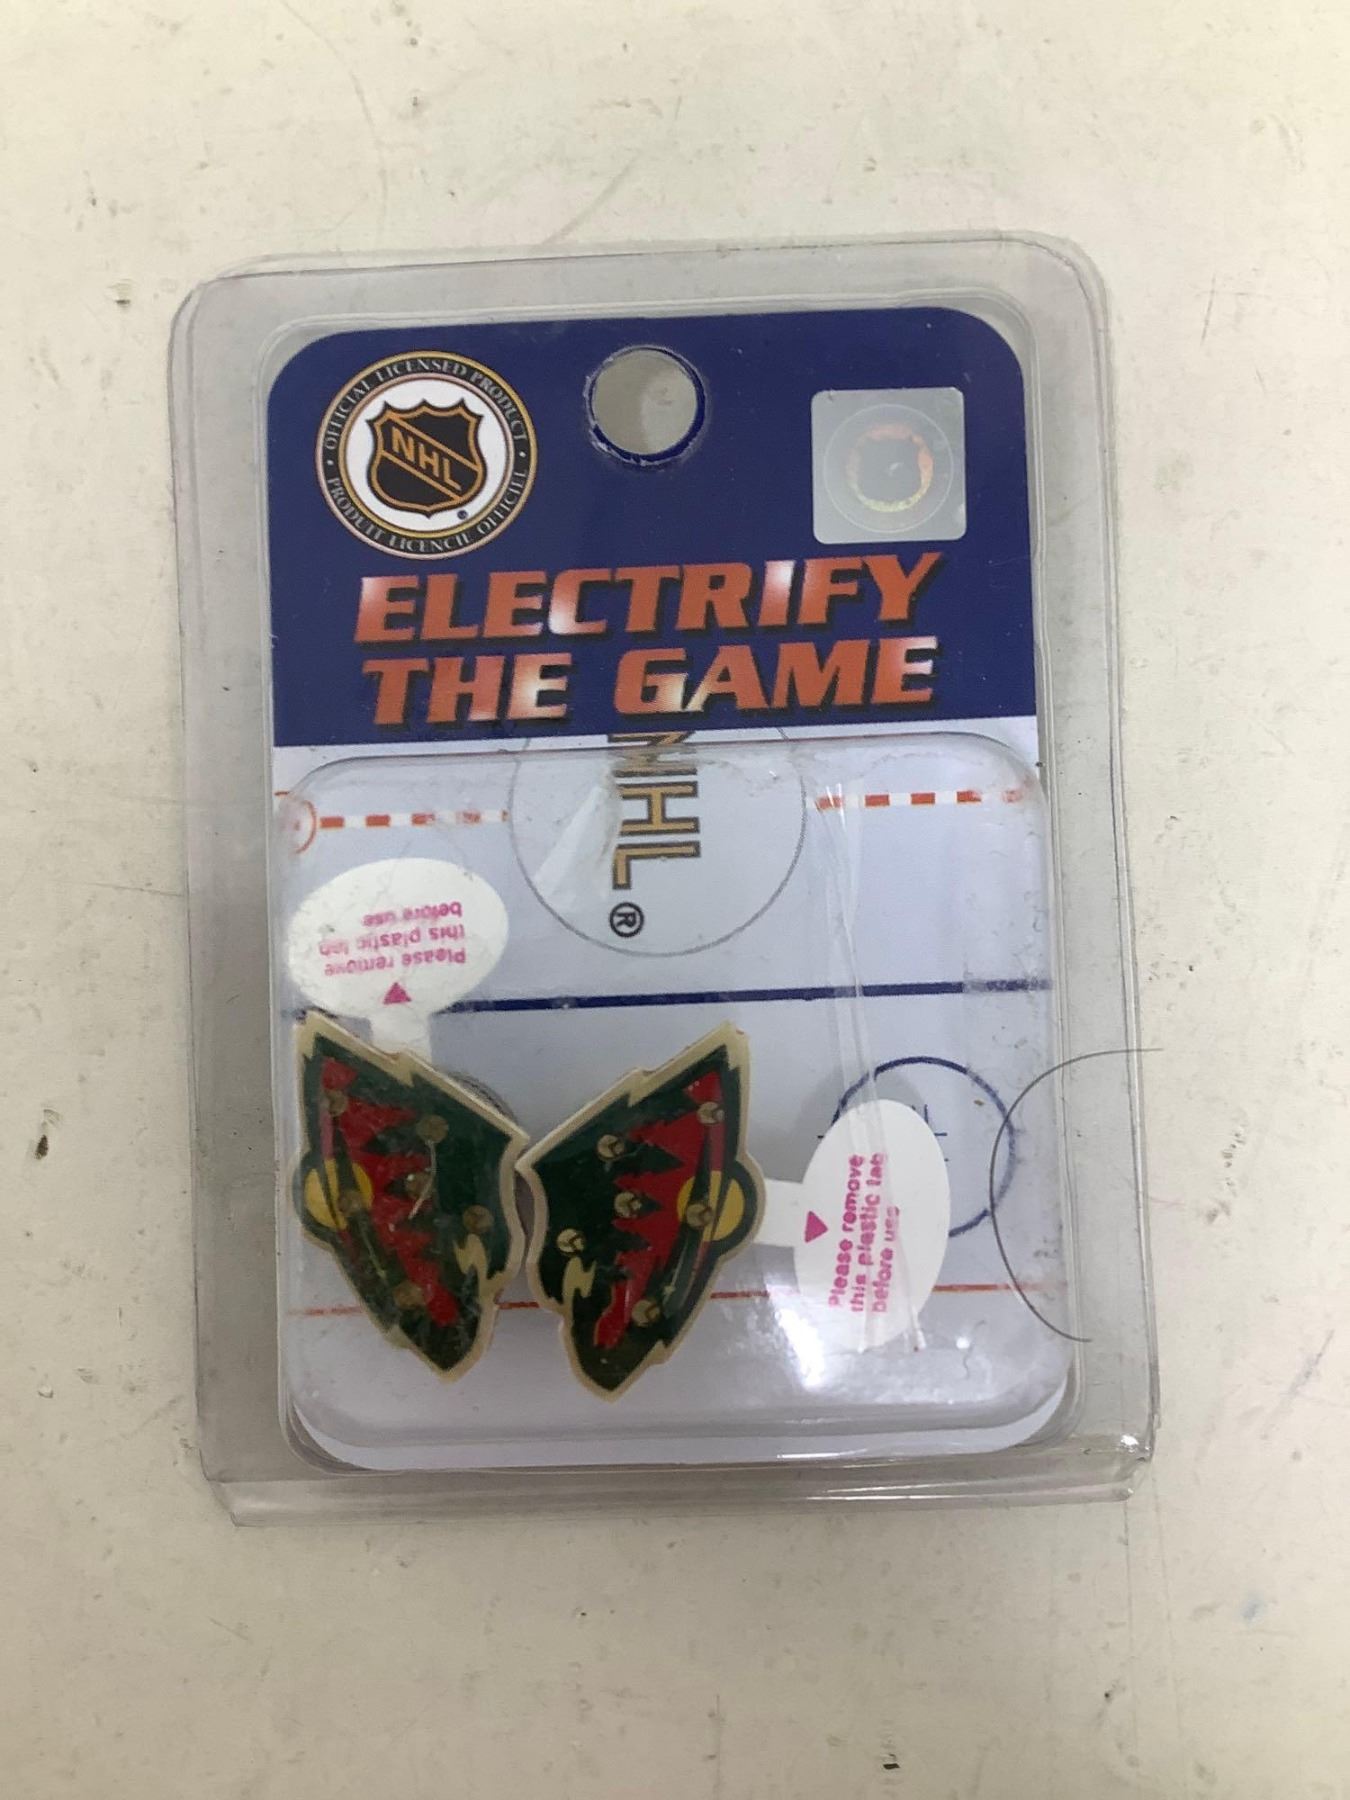 OFFICIAL LICENSED PRODUCT
NHL
®
PRODUIT LICENCIE OFFICIEL
ELECTRIFY
THE GAME
NHL®
Please remove
this plastic tab
before use
Please remove
this plastic tab
before use